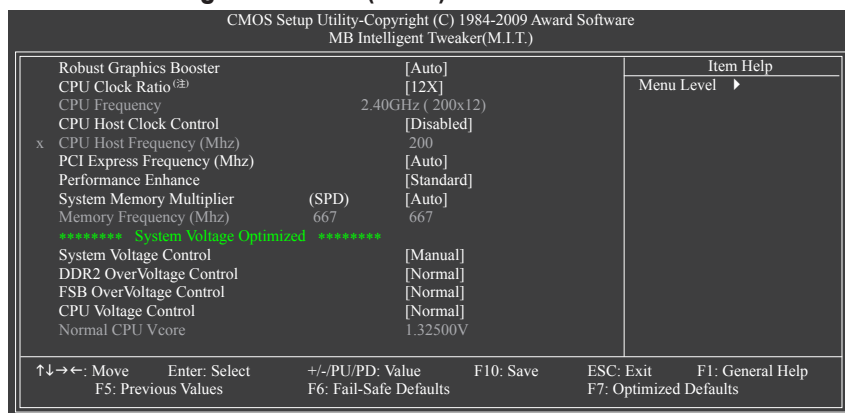 CMOS Setup Utility-Copyright (C) 1984-2009 Award Software
MB Intelligent Tweaker(M.I.T.)
Robust Graphics Booster [Auto]
CPU Clock Ratio (注) [12X]
CPU Frequency 2.40GHz ( 200x12)
CPU Host Clock Control [Disabled]
x CPU Host Frequency (Mhz) 200
PCI Express Frequency (Mhz) [Auto]
Performance Enhance [Standard]
System Memory Multiplier (SPD) [Auto]
Memory Frequency (Mhz) 667 667
******** System Voltage Optimized ********
System Voltage Control [Manual]
DDR2 OverVoltage Control [Normal]
FSB OverVoltage Control [Normal]
CPU Voltage Control [Normal]
Normal CPU Vcore 1.32500V
Item Help
Menu Level ▶
↑↓→←: Move Enter: Select +/-/PU/PD: Value F10: Save ESC: Exit F1: General Help
F5: Previous Values F6: Fail-Safe Defaults F7: Optimized Defaults